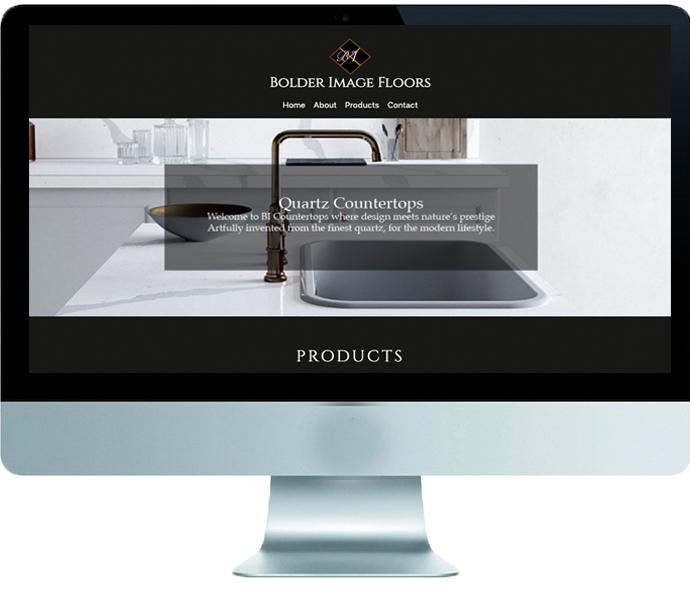 BI
Bolder Image Floors
Home About Products Contact
Quartz Countertops
Welcome to BI Countertops where design meets nature's prestige
Artfully invented from the finest quartz, for the modern lifestyle.
PRODUCTS